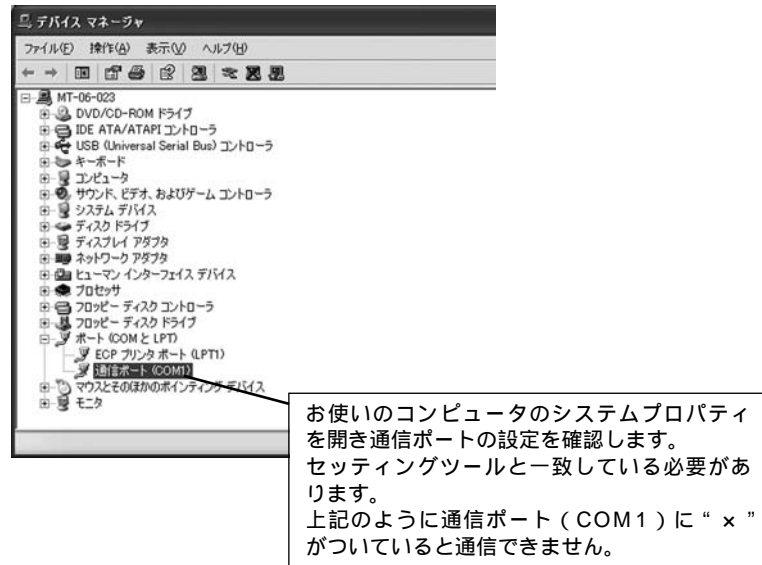 デバイス マネージャ
ファイル(F) 操作(A) 表示(V) ヘルプ(H)
MT-06-023
DVD/CD-ROM ドライブ
IDE ATA/ATAPI コントローラ
USB (Universal Serial Bus) コントローラ
キーボード
コンピュータ
サウンド、ビデオ、およびゲーム コントローラ
システム デバイス
ディスク ドライブ
ディスプレイ アダプタ
ネットワーク アダプタ
ヒューマン インターフェイス デバイス
プロセッサ
フロッピー ディスク コントローラ
フロッピー ディスク ドライブ
ポート (COM と LPT)
ECP プリンタ ポート (LPT1)
通信ポート (COM1)
マウスとそのほかのポインティング デバイス
モニタ
お使いのコンピュータのシステムプロパティ
を開き通信ポートの設定を確認します。
セッティングツールと一致している必要があ
ります。
上記のように通信ポート(COM1)に“×”
がついていると通信できません。